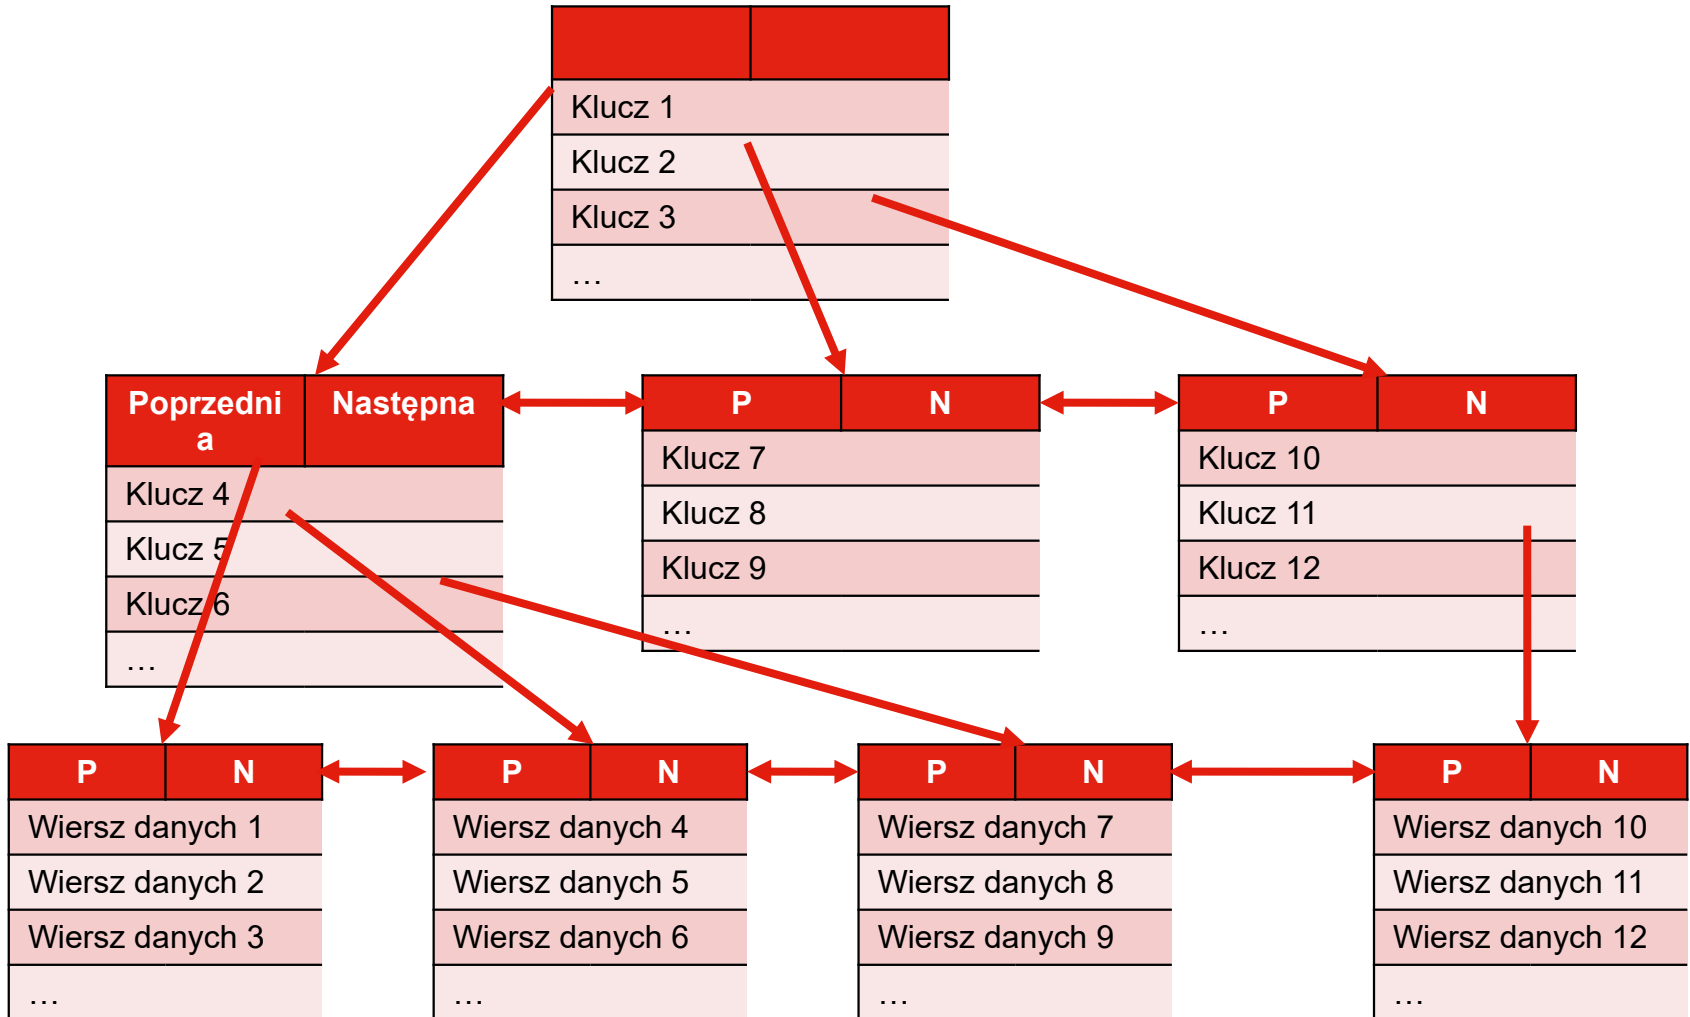 Klucz 1
Klucz 2
Klucz 3
…
Poprzedni
a
Następna
Klucz 4
Klucz 5
Klucz 6
…
P
N
Klucz 7
Klucz 8
Klucz 9
…
P
N
Klucz 10
Klucz 11
Klucz 12
…
P
N
Wiersz danych 1
Wiersz danych 2
Wiersz danych 3
…
P
N
Wiersz danych 4
Wiersz danych 5
Wiersz danych 6
…
P
N
Wiersz danych 7
Wiersz danych 8
Wiersz danych 9
…
P
N
Wiersz danych 10
Wiersz danych 11
Wiersz danych 12
…